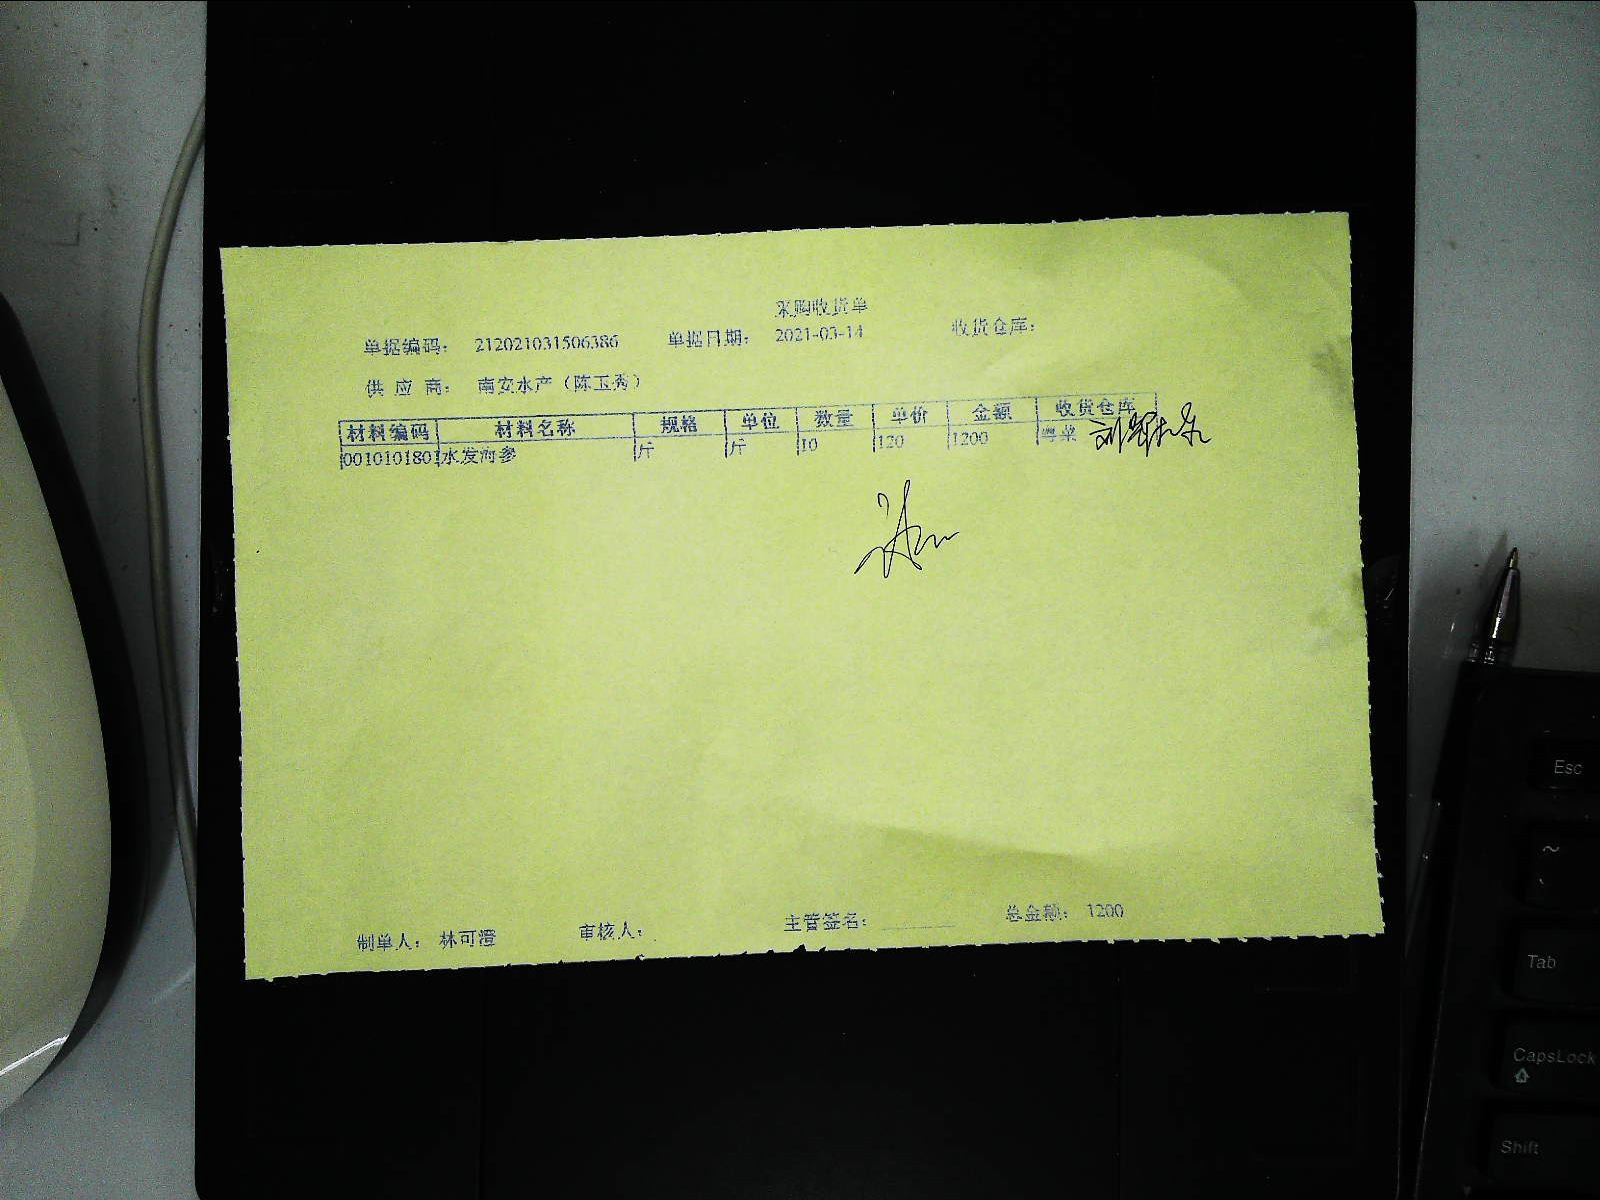 采购收货单
单据编码: 212021031506386 单据日期: 2021-03-14 收货仓库:
供 应 商: 南安水产(陈玉秀)
材料编码 材料名称 规格 单位 数量 单价 金额 收货仓库
0010101801 水发海参 斤 斤 10 120 1200 粤菜
制单人: 林可澄 审核人: 主管签名: 总金额: 1200
Esc
~
Tab
CapsLock
Shift